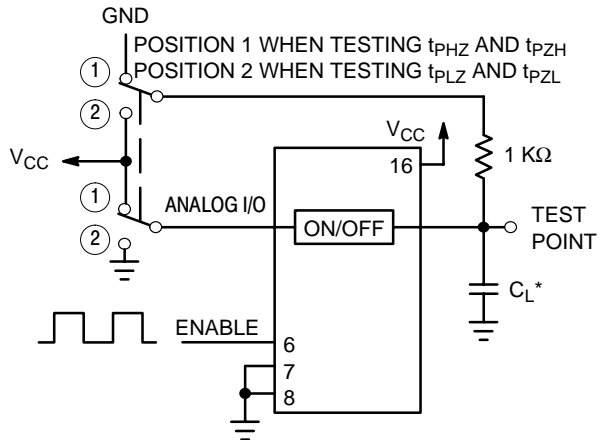 GND
POSITION 1 WHEN TESTING tPHZ AND tPZH
① POSITION 2 WHEN TESTING tPLZ AND tPZL
②
VCC
VCC
16
1 KΩ
① ANALOG I/O
ON/OFF
TEST
POINT
②
CL*
ENABLE
6
7
8